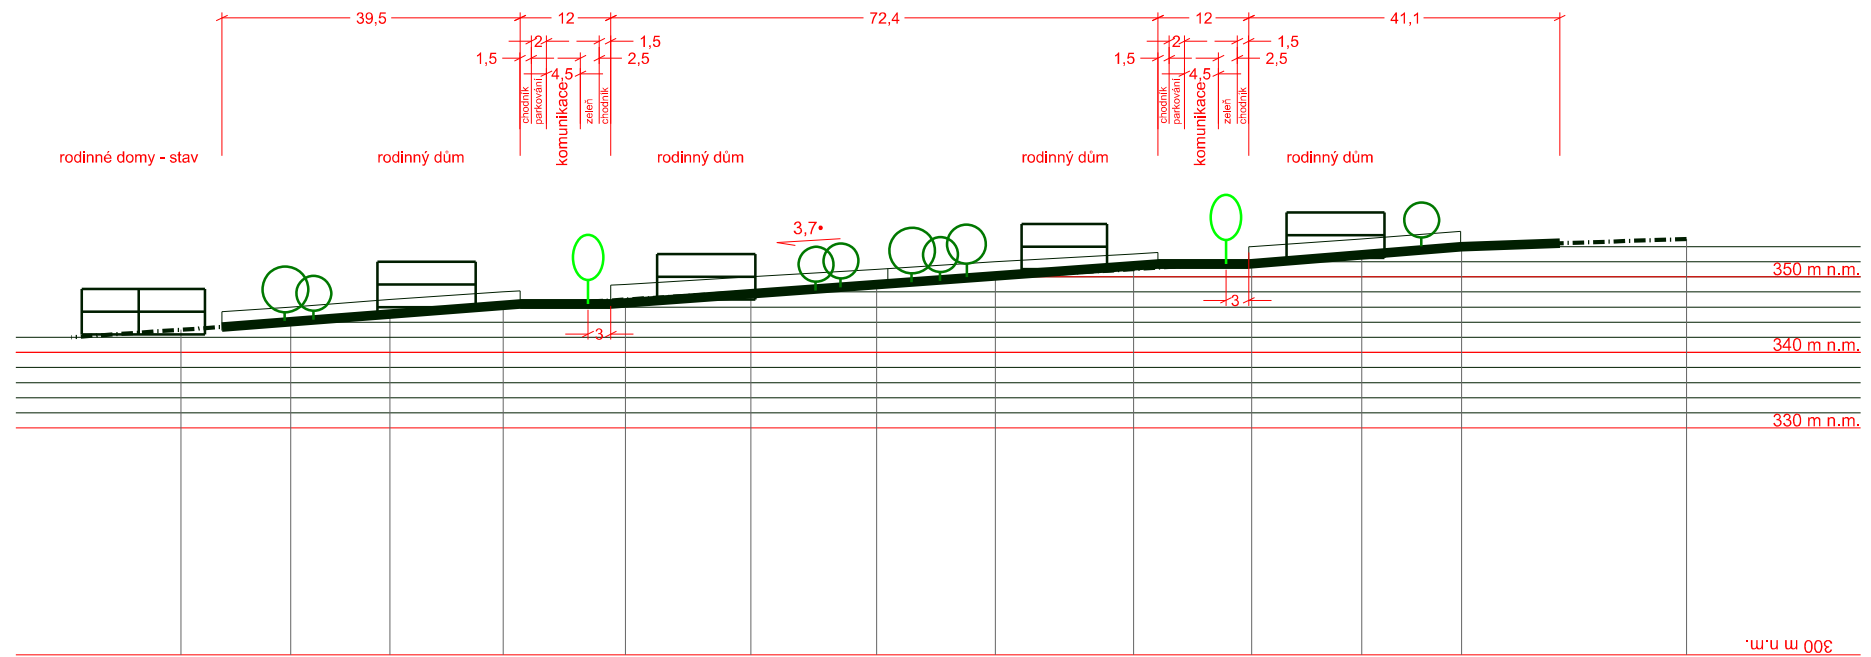 39,5 12 72,4 12 41,1
2 1,5 2 1,5
1,5 2,5 1,5 2,5
4,5 4,5
chodník
parkování
komunikace
zeleň
chodník
chodník
parkování
komunikace
zeleň
chodník
rodinné domy - stav rodinný dům rodinný dům rodinný dům rodinný dům
3,7•
350 m n.m.
3
3
340 m n.m.
330 m n.m.
300 m n.m.